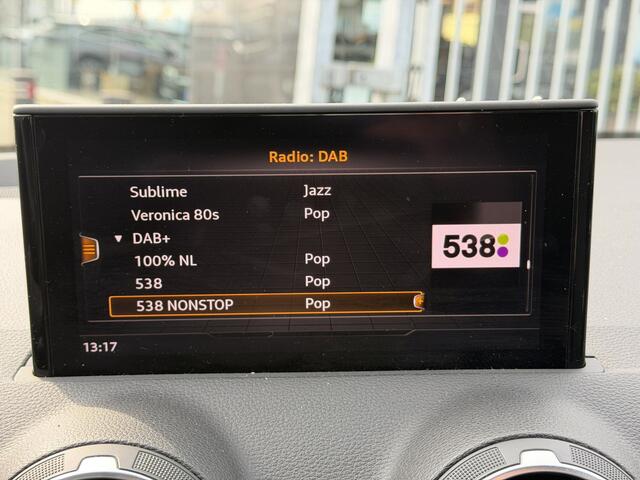 Radio: DAB
Sublime Jazz
Veronica 80s Pop
DAB+
100% NL Pop
538 Pop
538 NONSTOP Pop
538
13:17